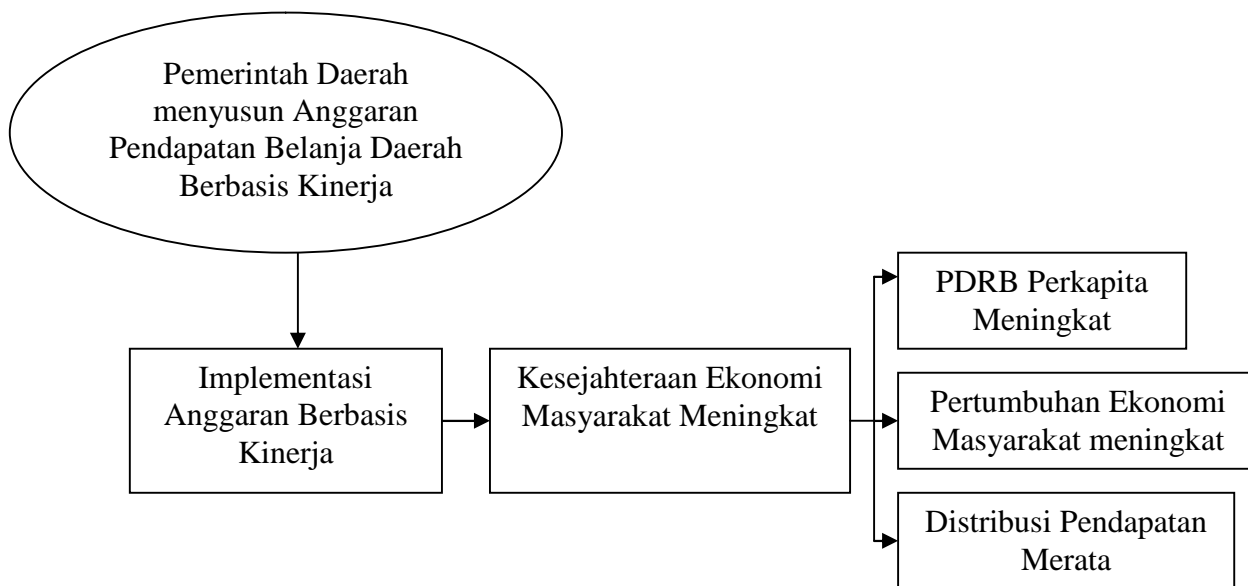 Pemerintah Daerah
menyusun Anggaran
Pendapatan Belanja Daerah
Berbasis Kinerja
Implementasi
Anggaran Berbasis
Kinerja
Kesejahteraan Ekonomi
Masyarakat Meningkat
PDRB Perkapita
Meningkat
Pertumbuhan Ekonomi
Masyarakat meningkat
Distribusi Pendapatan
Merata